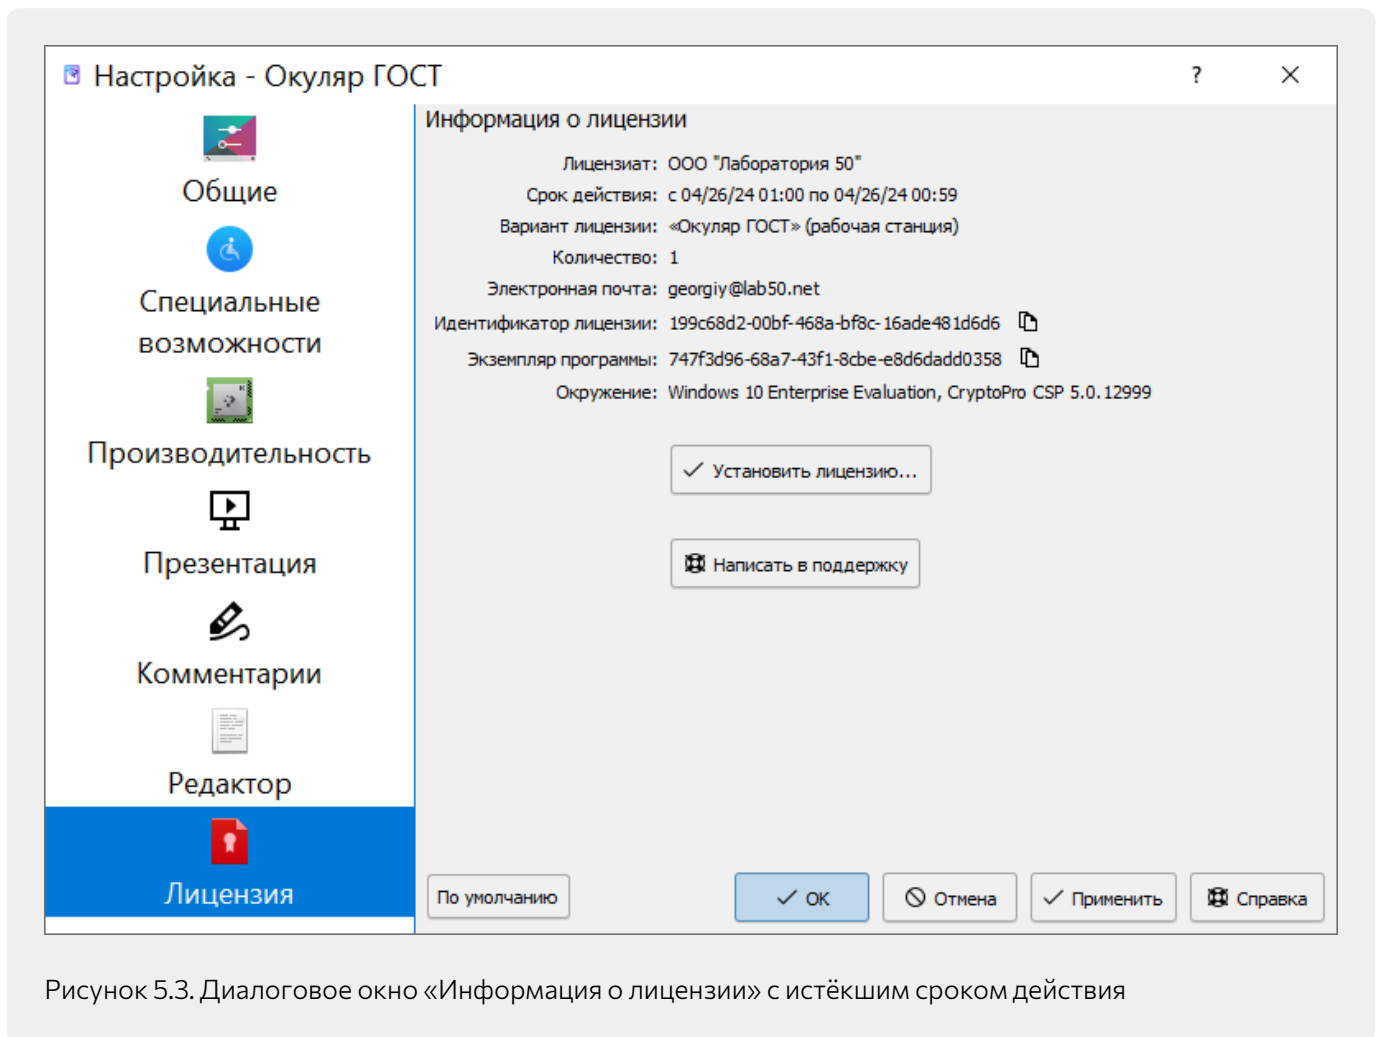 Настройка - Окуляр ГОСТ
?
Общие
Специальные
возможности
Производительность
Презентация
Комментарии
Редактор
Лицензия
Информация о лицензии
Лицензиат: ООО "Лаборатория 50"
Срок действия: с 04/26/24 01:00 по 04/26/24 00:59
Вариант лицензии: «Окуляр ГОСТ» (рабочая станция)
Количество: 1
Электронная почта: georgiy@lab50.net
Идентификатор лицензии: 199c68d2-00bf-468a-bf8c-16ade481d6d6
Экземпляр программы: 747f3d96-68a7-43f1-8cbe-e8d6dadd0358
Окружение: Windows 10 Enterprise Evaluation, CryptoPro CSP 5.0.12999
Установить лицензию...
Написать в поддержку
По умолчанию
ОК
Отмена
Применить
Справка
Рисунок 5.3. Диалоговое окно «Информация о лицензии» с истёкшим сроком действия